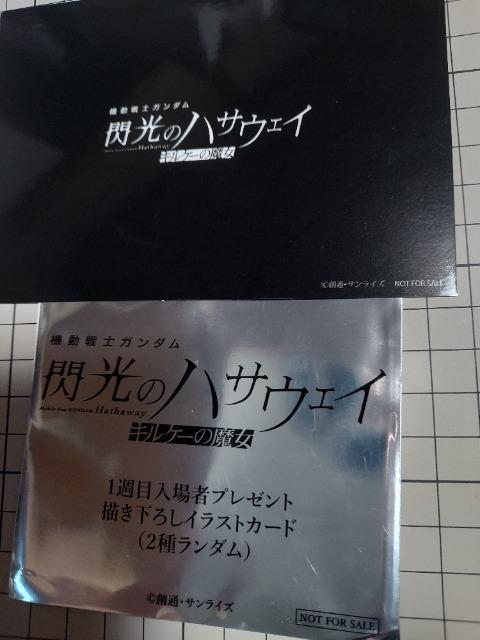 機動戦士ガンダム
閃光のハサウェイ
Hathaway
キルケーの魔女
©創通・サンライズ NOT FOR SALE
機動戦士ガンダム
閃光のハサウェイ
Mobile Suit GUNDAM Hathaway
キルケーの魔女
1週目入場者プレゼント
描き下ろしイラストカード
(2種ランダム)
©創通・サンライズ
NOT FOR SALE